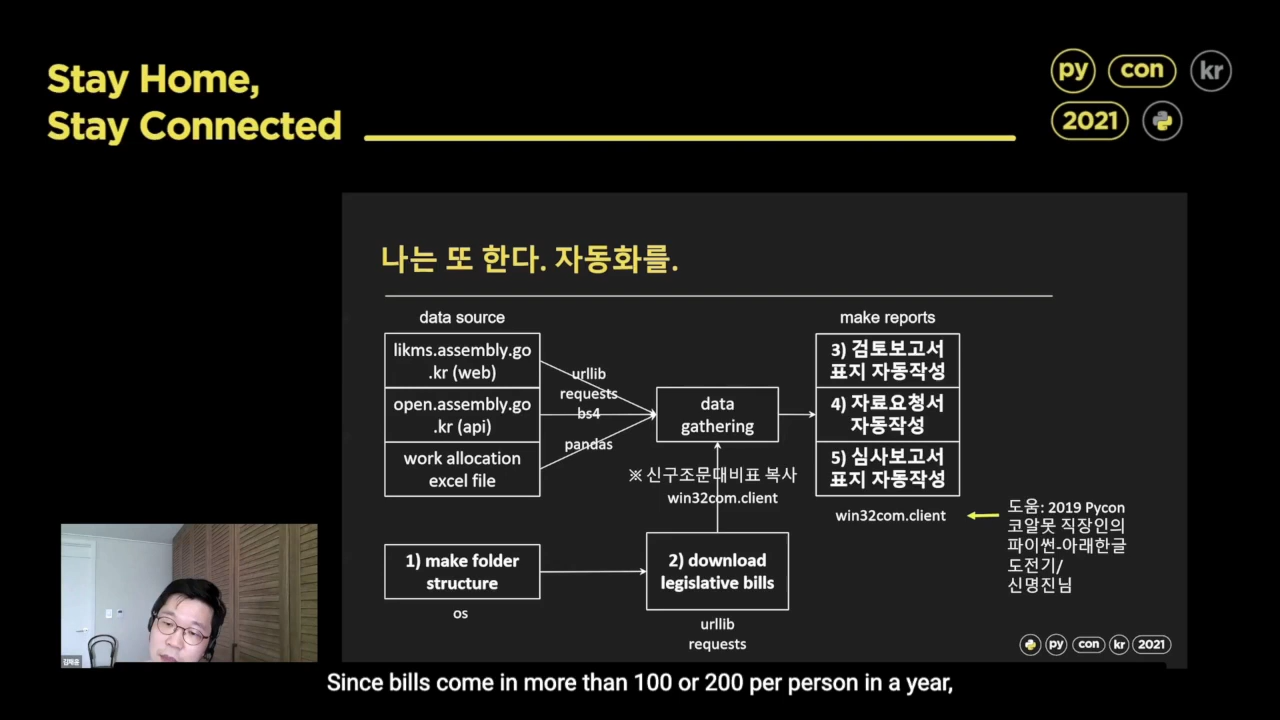 Stay Home,
Stay Connected
py con kr
2021
나는 또 한다. 자동화를.
data source
likms.assembly.go
.kr (web)
open.assembly.go
.kr (api)
work allocation
excel file
urllib
requests
bs4
pandas
data
gathering
make reports
3) 검토보고서
표지 자동작성
4) 자료요청서
자동작성
5) 심사보고서
표지 자동작성
win32com.client
도움: 2019 Pycon
코알못 직장인의
파이썬-아래한글
도전기/
신명진님
※ 신구조문대비표 복사
win32com.client
1) make folder
structure
os
2) download
legislative bills
urllib
requests
py con kr 2021
김택윤
Since bills come in more than 100 or 200 per person in a year,